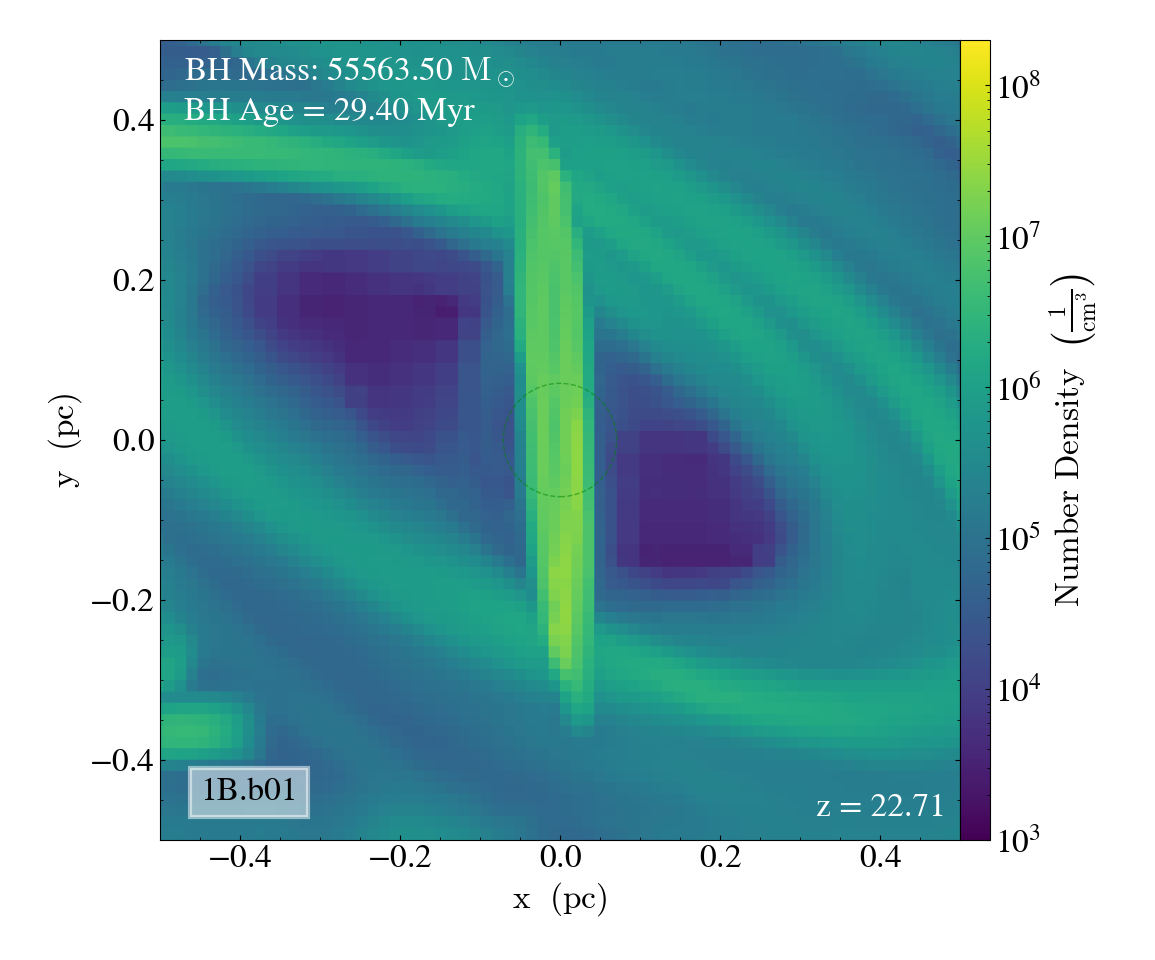 BH Mass: 55563.50 M⊙
BH Age = 29.40 Myr
0.4
0.2
0.0
−0.2
−0.4
y (pc)
1B.b01
z = 22.71
−0.4 −0.2 0.0 0.2 0.4
x (pc)
10⁸
10⁷
10⁶
10⁵
10⁴
10³
Number Density (1/cm³)